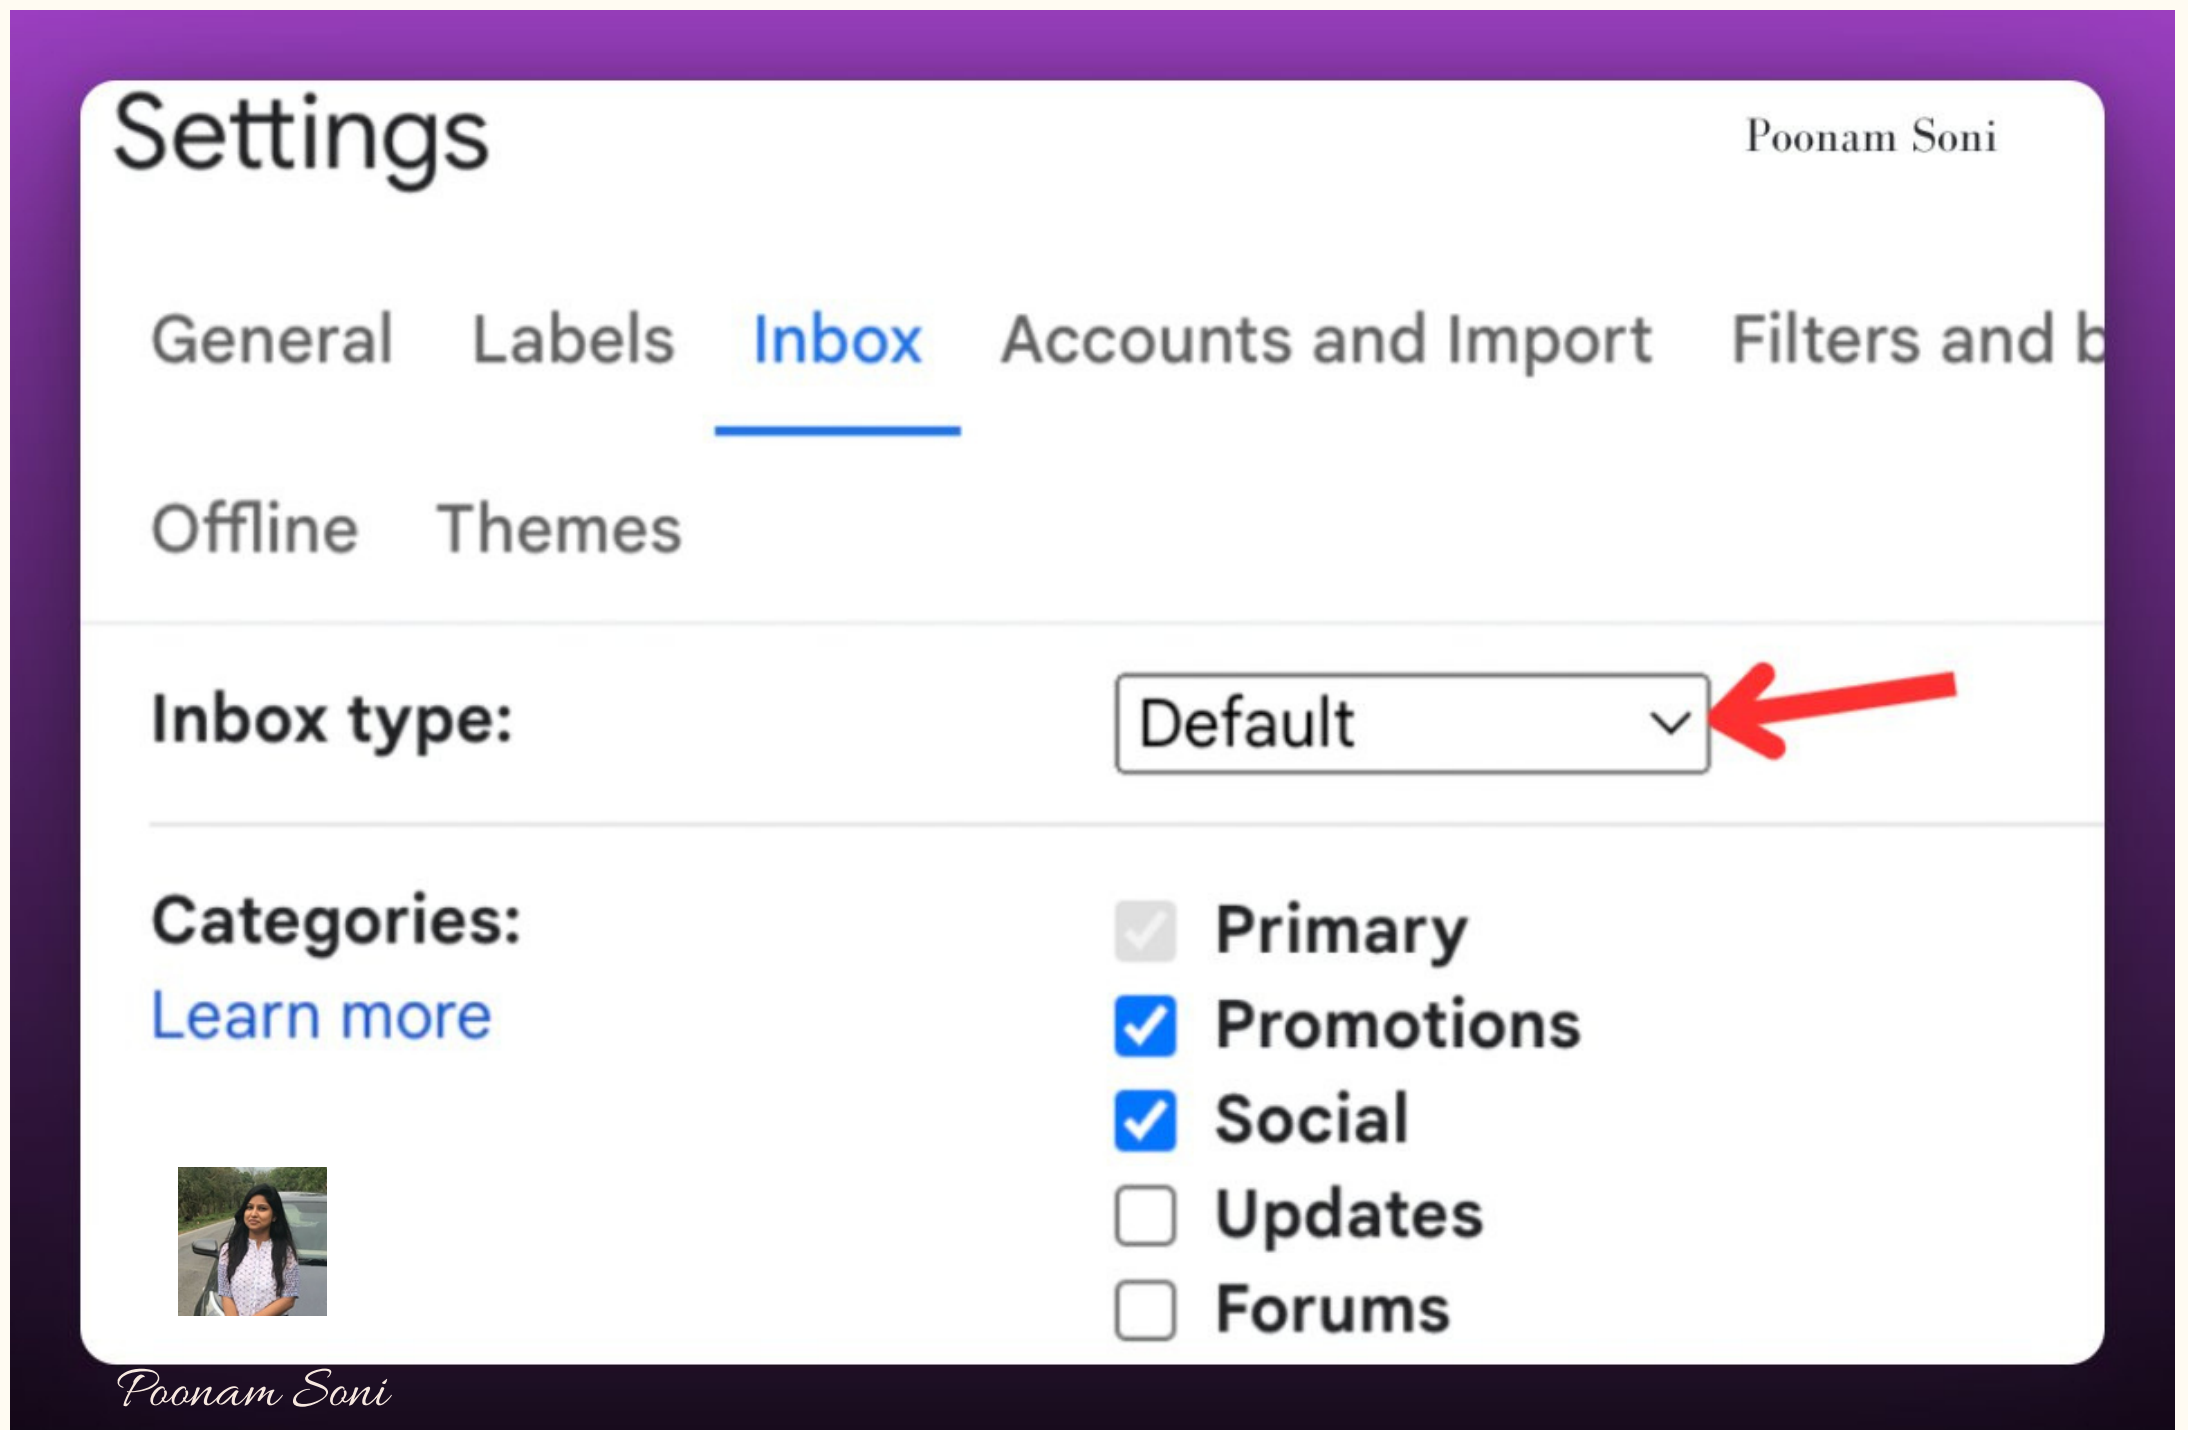 Settings
Poonam Soni
General Labels Inbox Accounts and Import Filters and b
Offline Themes
Inbox type: Default
Categories: Primary
Learn more Promotions
Social
Updates
Forums
Poonam Soni